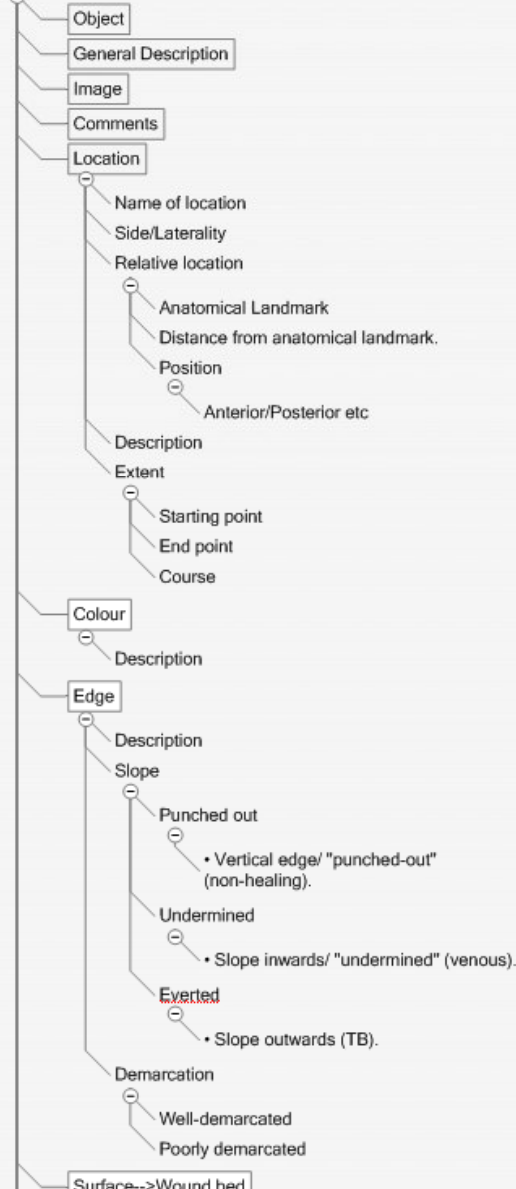 Object
General Description
Image
Comments
Location
Name of location
Side/Laterality
Relative location
Anatomical Landmark
Distance from anatomical landmark.
Position
Anterior/Posterior etc
Description
Extent
Starting point
End point
Course
Colour
Description
Edge
Description
Slope
Punched out
• Vertical edge/ "punched-out"
(non-healing).
Undermined
• Slope inwards/ "undermined" (venous).
Everted
• Slope outwards (TB).
Demarcation
Well-demarcated
Poorly demarcated
Surface-->Wound bed